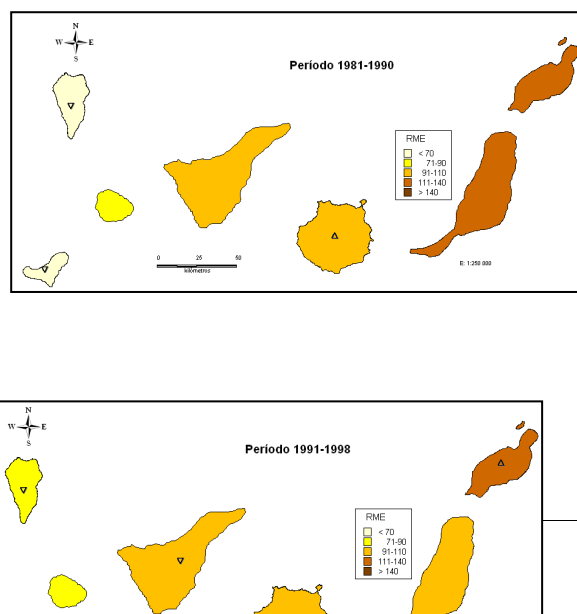 N
W E
S
Período 1981-1990
RME
< 70
71-90
91-110
111-140
> 140
0 25 50
kilómetros
E: 1:250 000
N
W E
S
Período 1991-1998
RME
< 70
71-90
91-110
111-140
> 140